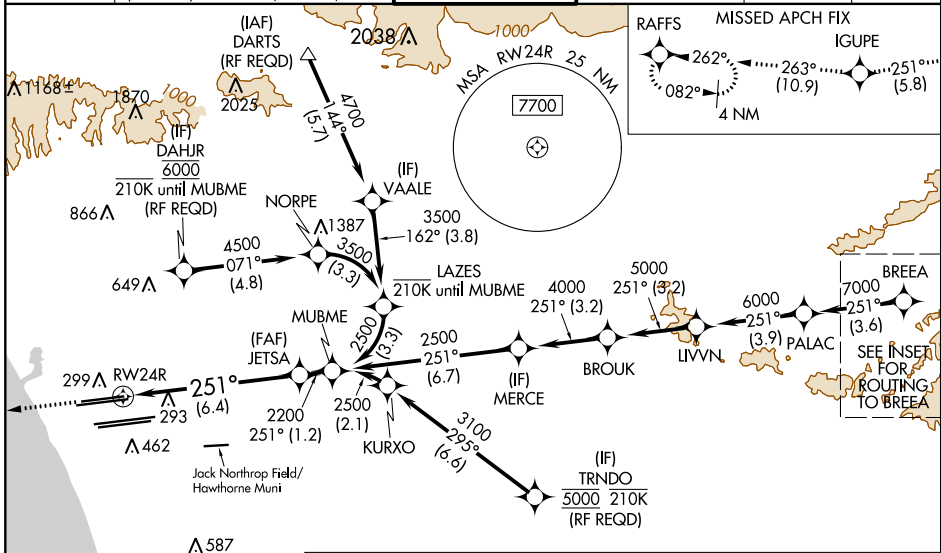 (IAF)
DARTS
(RF REQD)
2038
1000
MSA RW24R 25 NM
7700
RAFFS
MISSED APCH FIX
IGUPE
262°
263°
(10.9)
251°
(5.8)
082°
4 NM
1168±
1870
1000
2025
4700
144°
(5.7)
(IF)
DAHJR
6000
210K until MUBME
(RF REQD)
(IF)
VAALE
866
NORPE
1387
3500
162° (3.8)
4500
071°
(4.8)
3500
(3.3)
649
LAZES
210K until MUBME
MUBME
2500
(3.3)
4000
251° (3.2)
5000
251° (3.2)
BREEA
7000
251°
(3.6)
6000
251°
(3.9)
PALAC
LIVVN
BROUK
2500
251°
(6.7)
(IF)
MERCE
SEE INSET
FOR
ROUTING
TO BREEA
(FAF)
JETSA
299
RW24R
251°
(6.4)
293
2200
251° (1.2)
2500
(2.1)
KURXO
462
3100
295°
(6.6)
Jack Northrop Field/
Hawthorne Muni
(IF)
TRNDO
5000 210K
(RF REQD)
587